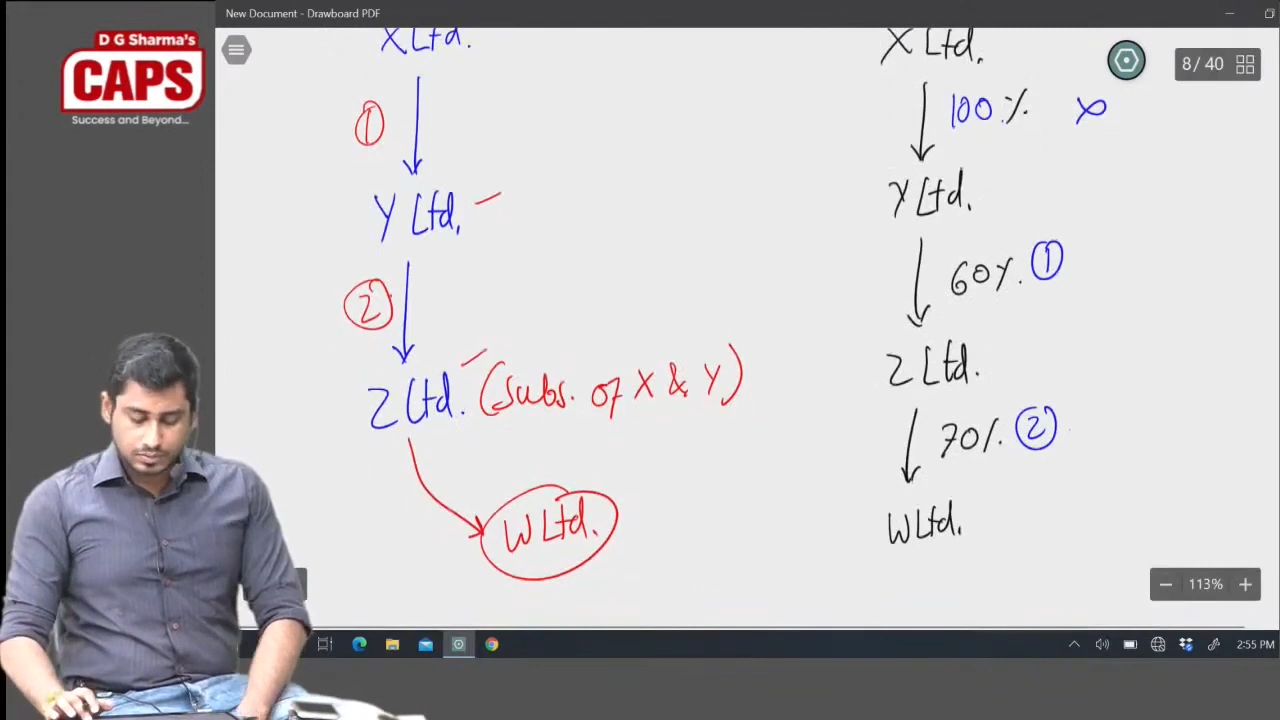 New Document - Drawboard PDF
D G Sharma's
CAPS
Success and Beyond...
8 / 40
X Ltd.
①
Y Ltd.
②
Z Ltd. (subs. of X & Y)
W Ltd.
X Ltd.
100%
Y Ltd.
60%. ①
Z Ltd.
70%. ②
W Ltd.
113%
2:55 PM